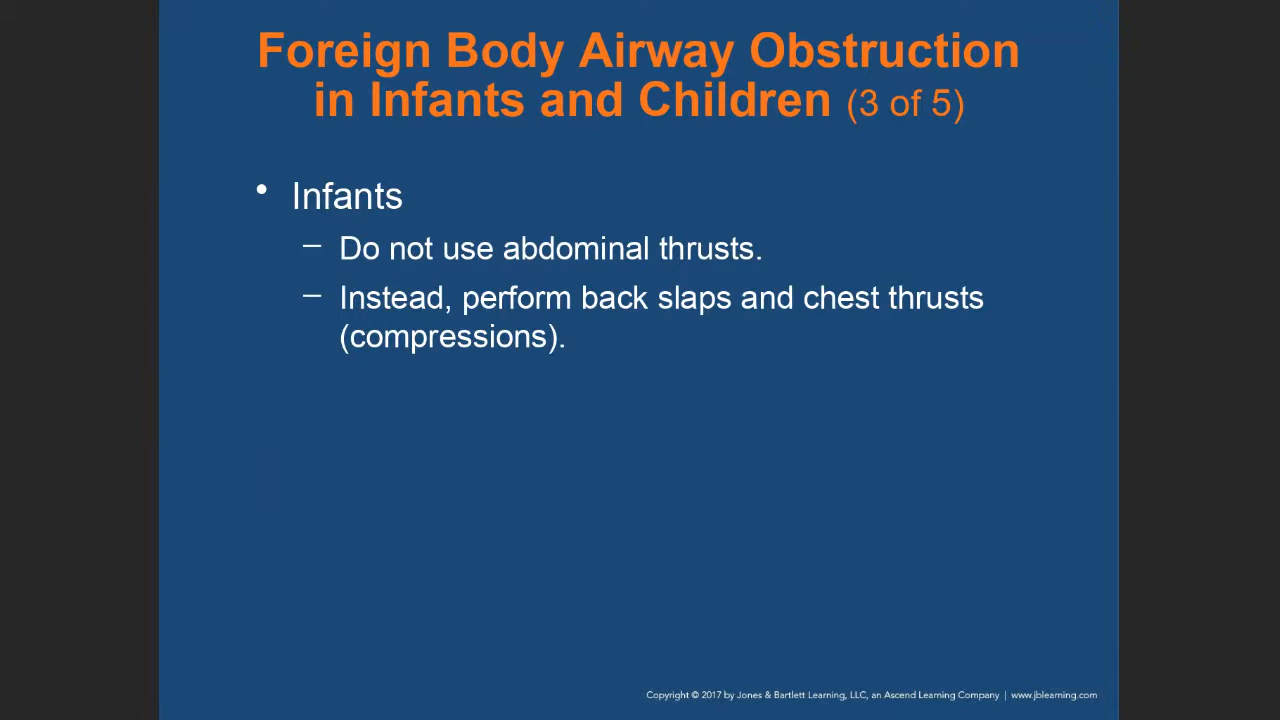 Foreign Body Airway Obstruction
in Infants and Children (3 of 5)
• Infants
– Do not use abdominal thrusts.
– Instead, perform back slaps and chest thrusts
(compressions).
Copyright © 2017 by Jones & Bartlett Learning, LLC, an Ascend Learning Company | www.jblearning.com